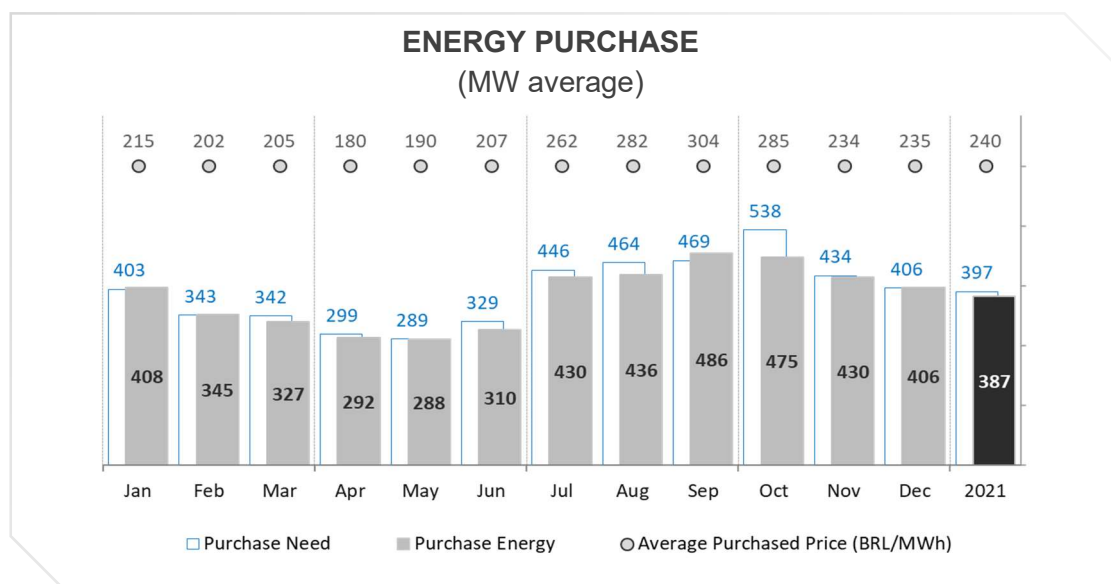 ENERGY PURCHASE
(MW average)
215 202 205 180 190 207 262 282 304 285 234 235 240
403 343 342 299 289 329 446 464 469 538 434 406 397
408 345 327 292 288 310 430 436 486 475 430 406 387
Jan Feb Mar Apr May Jun Jul Aug Sep Oct Nov Dec 2021
Purchase Need Purchase Energy Average Purchased Price (BRL/MWh)